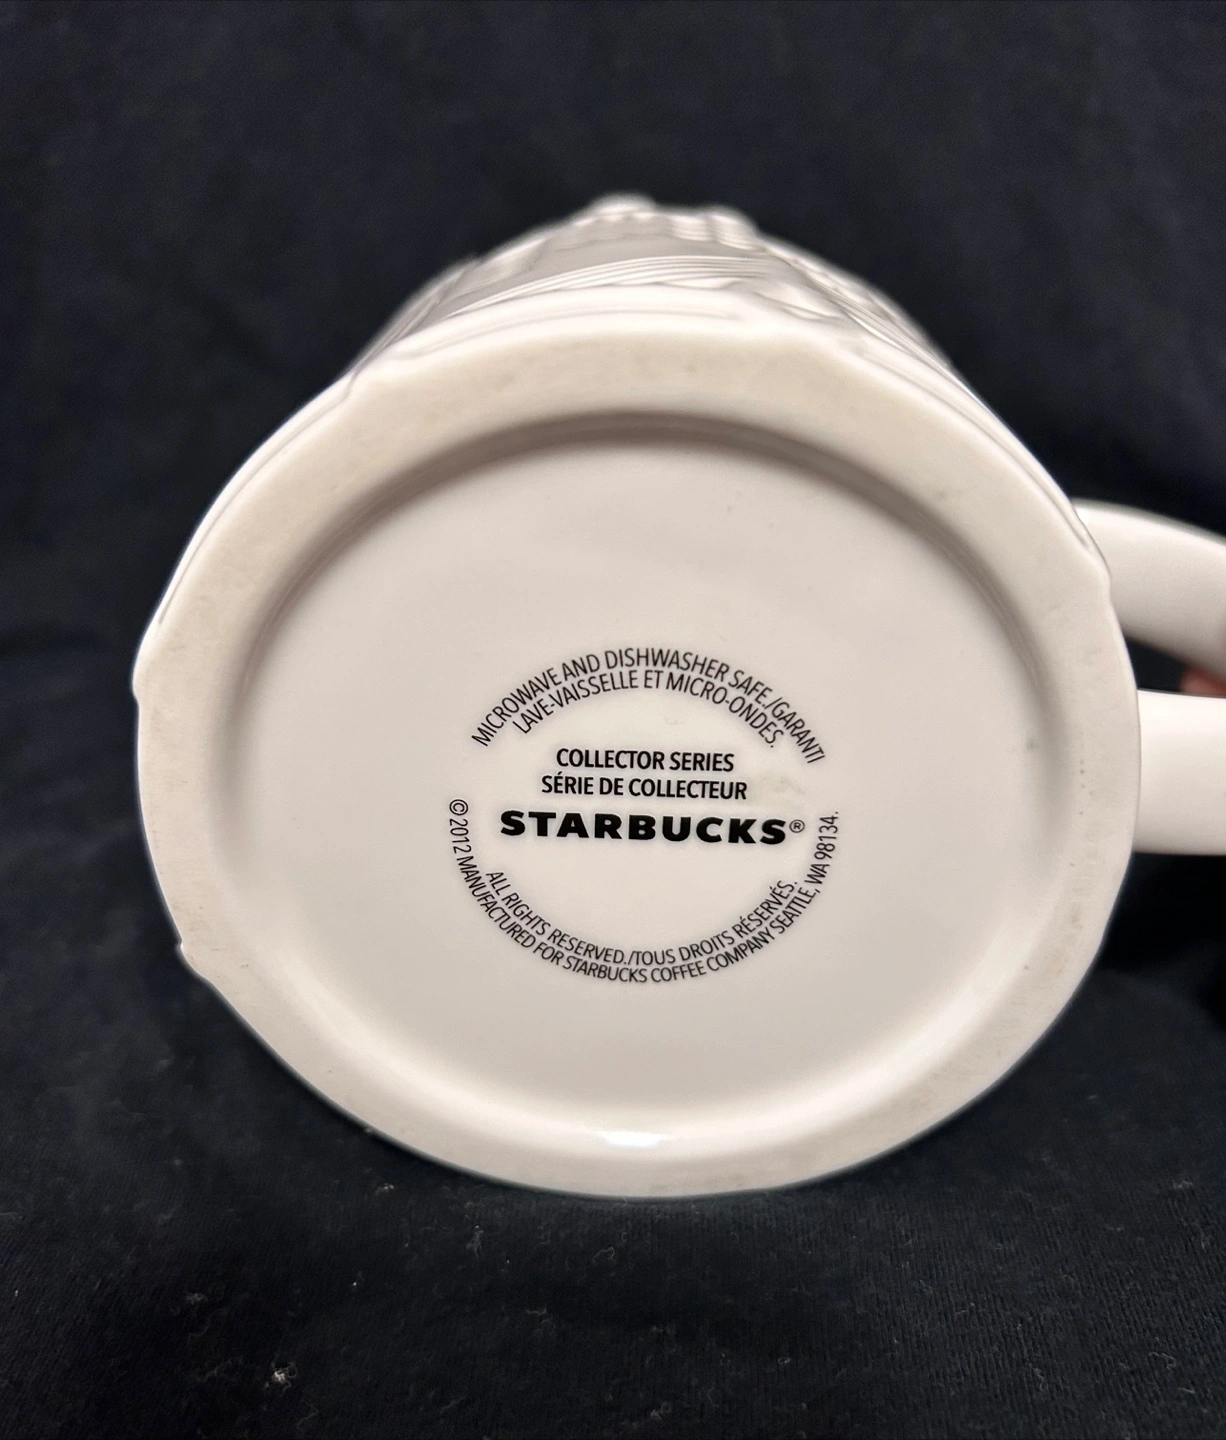 MICROWAVE AND DISHWASHER SAFE./GARANTI
LAVE-VAISSELLE ET MICRO-ONDES.
COLLECTOR SERIES
SÉRIE DE COLLECTEUR
STARBUCKS®
ALL RIGHTS RESERVED./TOUS DROITS RÉSERVÉS.
© 2012 MANUFACTURED FOR STARBUCKS COFFEE COMPANY SEATTLE, WA 98134.